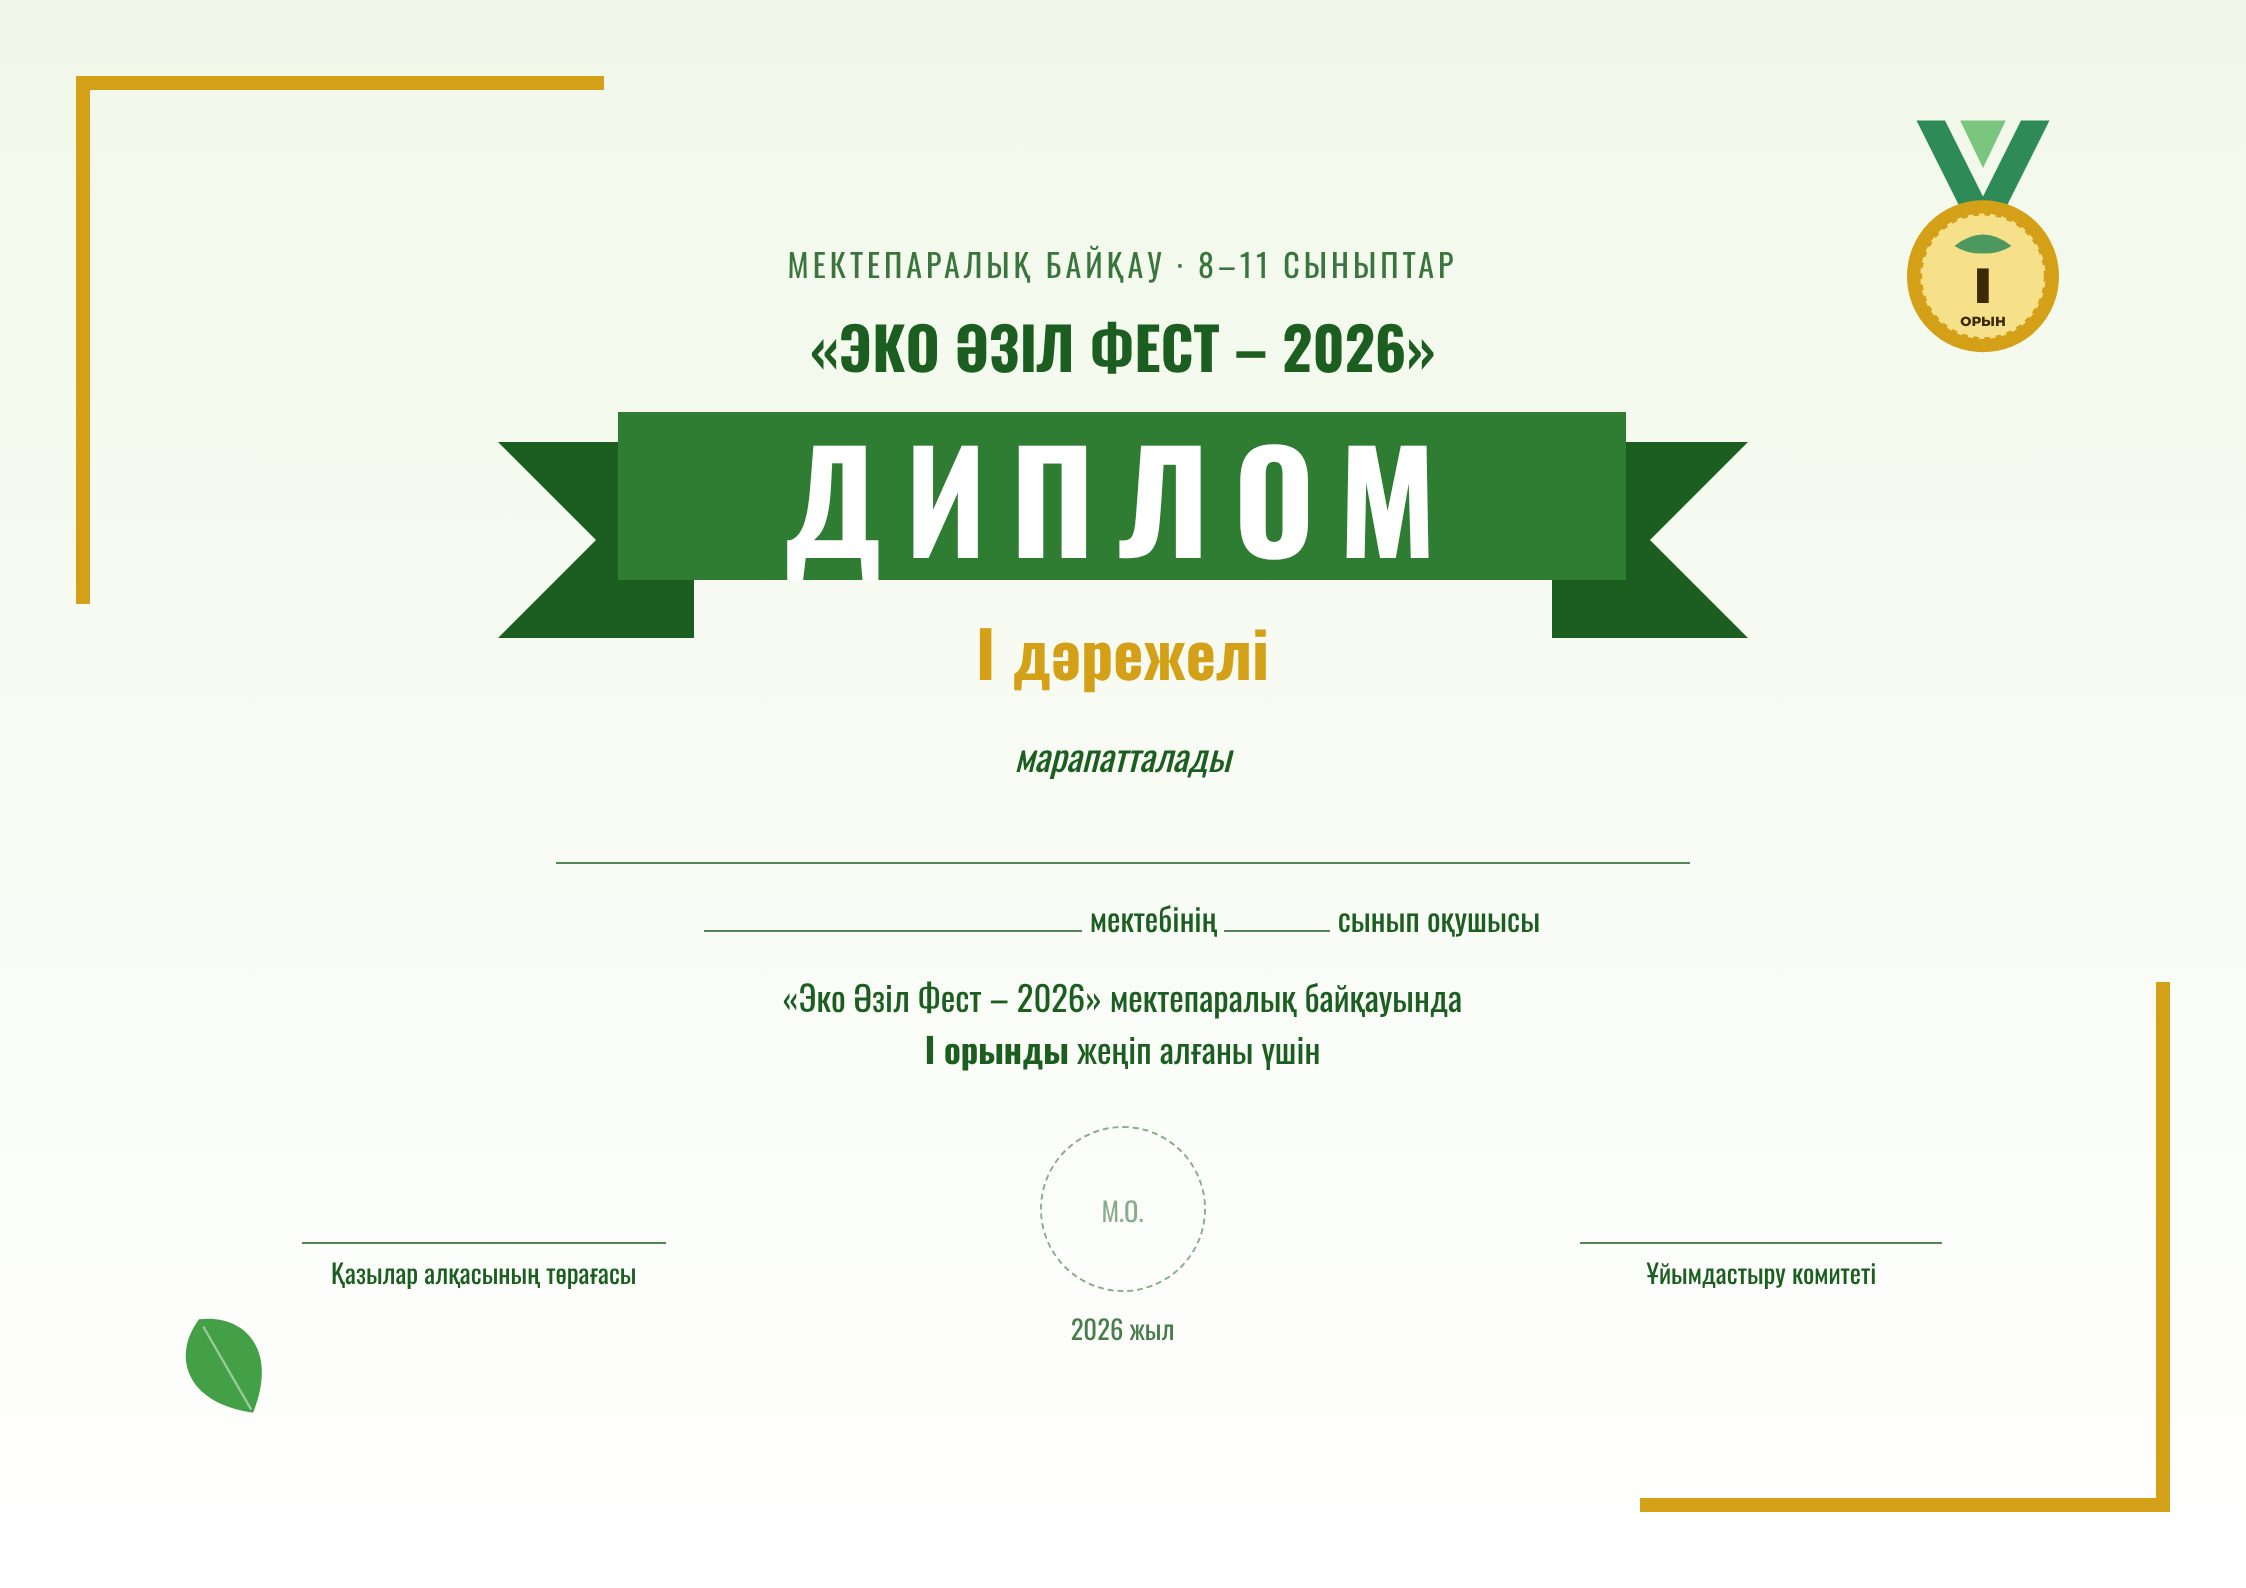 I
ОРЫН
МЕКТЕПАРАЛЫҚ БАЙҚАУ · 8–11 СЫНЫПТАР
«ЭКО ӘЗІЛ ФЕСТ – 2026»
ДИПЛОМ
I дәрежелі
марапатталады
мектебінің сынып оқушысы
«Эко Әзіл Фест – 2026» мектепаралық байқауында
I орынды жеңіп алғаны үшін
М.О.
Қазылар алқасының төрағасы
Ұйымдастыру комитеті
2026 жыл